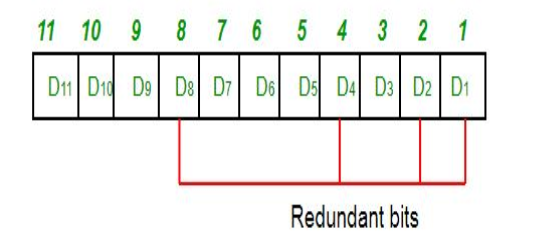 11 10 9 8 7 6 5 4 3 2 1
D11 D10 D9 D8 D7 D6 D5 D4 D3 D2 D1
Redundant bits